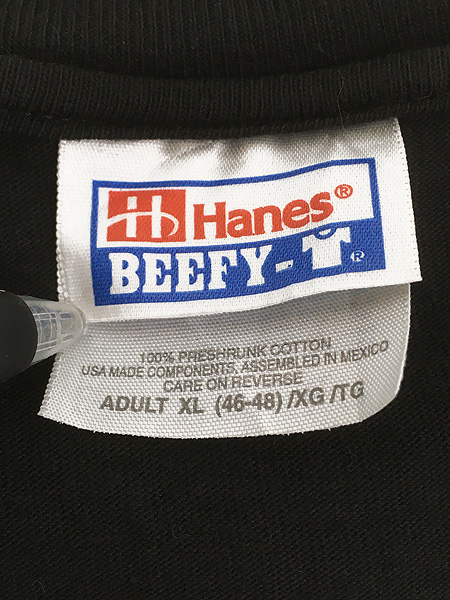 H Hanes®
BEEFY-T®
100% PRESHRUNK COTTON
USA MADE COMPONENTS, ASSEMBLED IN MEXICO
CARE ON REVERSE
ADULT XL (46-48) /XG /TG